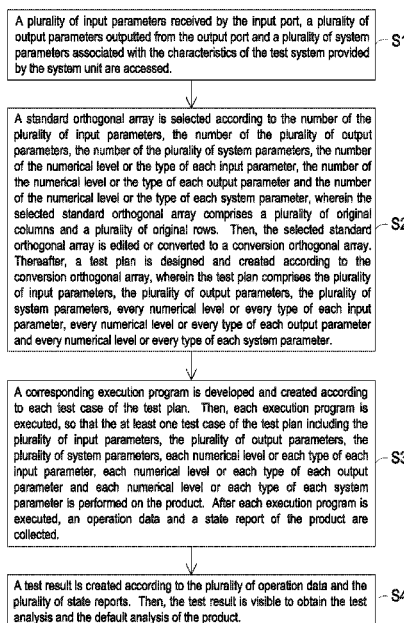 A plurality of input parameters received by the input port, a plurality of
output parameters outputted from the output port and a plurality of system
parameters associated with the characteristics of the test system provided
by the system unit are accessed.
S1
A standard orthogonal array is selected according to the number of the
plurality of input parameters, the number of the plurality of output
parameters, the number of the plurality of system parameters, the number
of the numerical level or the type of each input parameter, the number of
the numerical level or the type of each output parameter and the number
of the numerical level or the type of each system parameter, wherein the
selected standard orthogonal array comprises a plurality of original
columns and a plurality of original rows. Then, the selected standard
orthogonal array is edited or converted to a conversion orthogonal array.
Thereafter, a test plan is designed and created according to the
conversion orthogonal array, wherein the test plan comprises the plurality
of input parameters, the plurality of output parameters, the plurality of
system parameters, every numerical level or every type of each input
parameter, every numerical level or every type of each output parameter
and every numerical level or every type of each system parameter.
S2
A corresponding execution program is developed and created according
to each test case of the test plan. Then, each execution program is
executed, so that the at least one test case of the test plan including the
plurality of input parameters, the plurality of output parameters, the
plurality of system parameters, each numerical level or each type of each
input parameter, each numerical level or each type of each output
parameter and each numerical level or each type of each system
parameter is performed on the product. After each execution program is
executed, an operation data and a state report of the product are
collected.
S3
A test result is created according to the plurality of operation data and the
plurality of state reports. Then, the test result is visible to obtain the test
analysis and the default analysis of the product.
S4